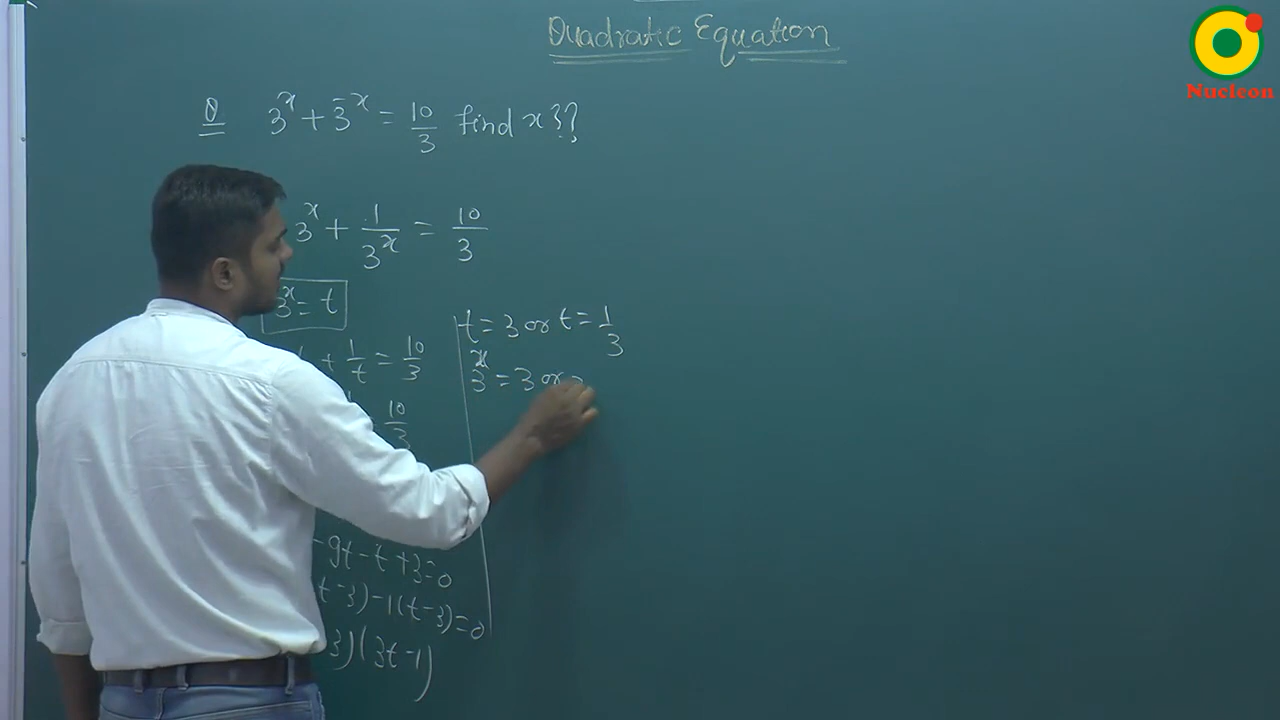 Quadratic Equation
Nucleon
Q 3^x + 3^-x = 10/3 find x??
3^x + 1/3^x = 10/3
3^x = t
t + 1/t = 10/3
10/3
-9t-t+3=0
t-3)-1(t-3)=0
3)(3t-1)
t=3 or t=1/3
3^x=3 or